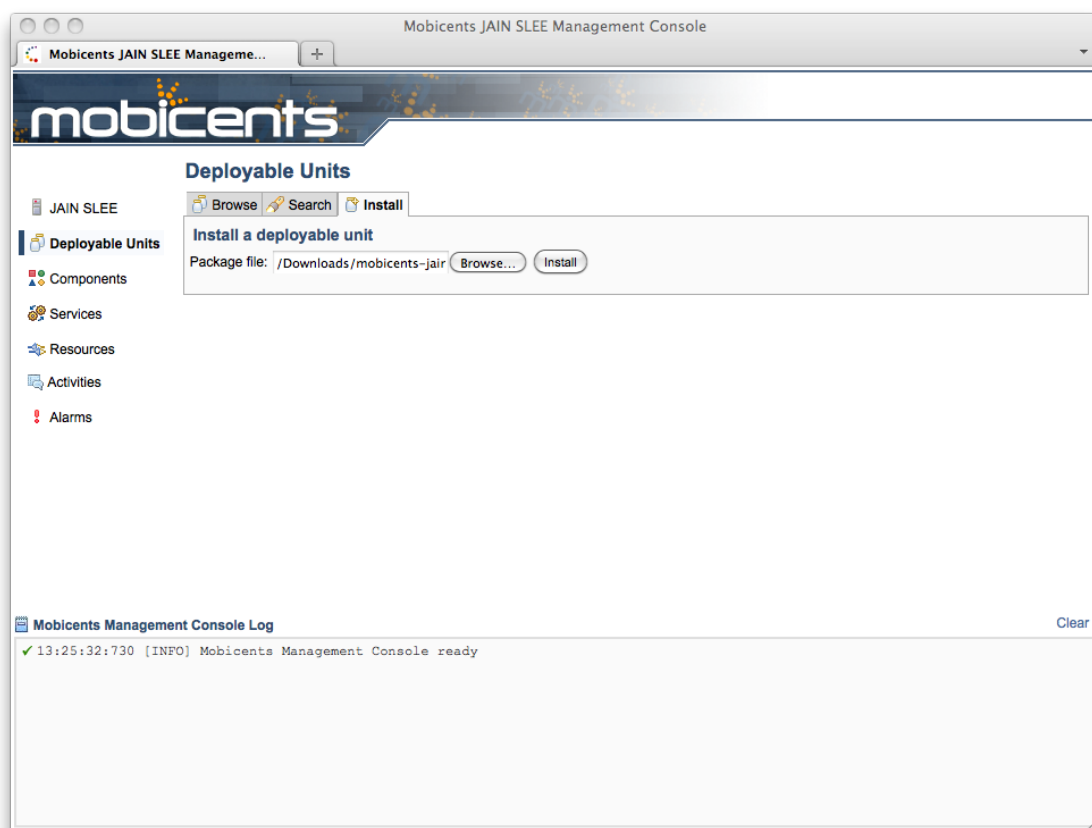 Mobicents JAIN SLEE Management Console
Mobicents JAIN SLEE Manageme...
mobicents
Deployable Units
Browse Search Install
Install a deployable unit
Package file: /Downloads/mobicents-jair Browse... Install
JAIN SLEE
Deployable Units
Components
Services
Resources
Activities
Alarms
Mobicents Management Console Log Clear
13:25:32:730 [INFO] Mobicents Management Console ready